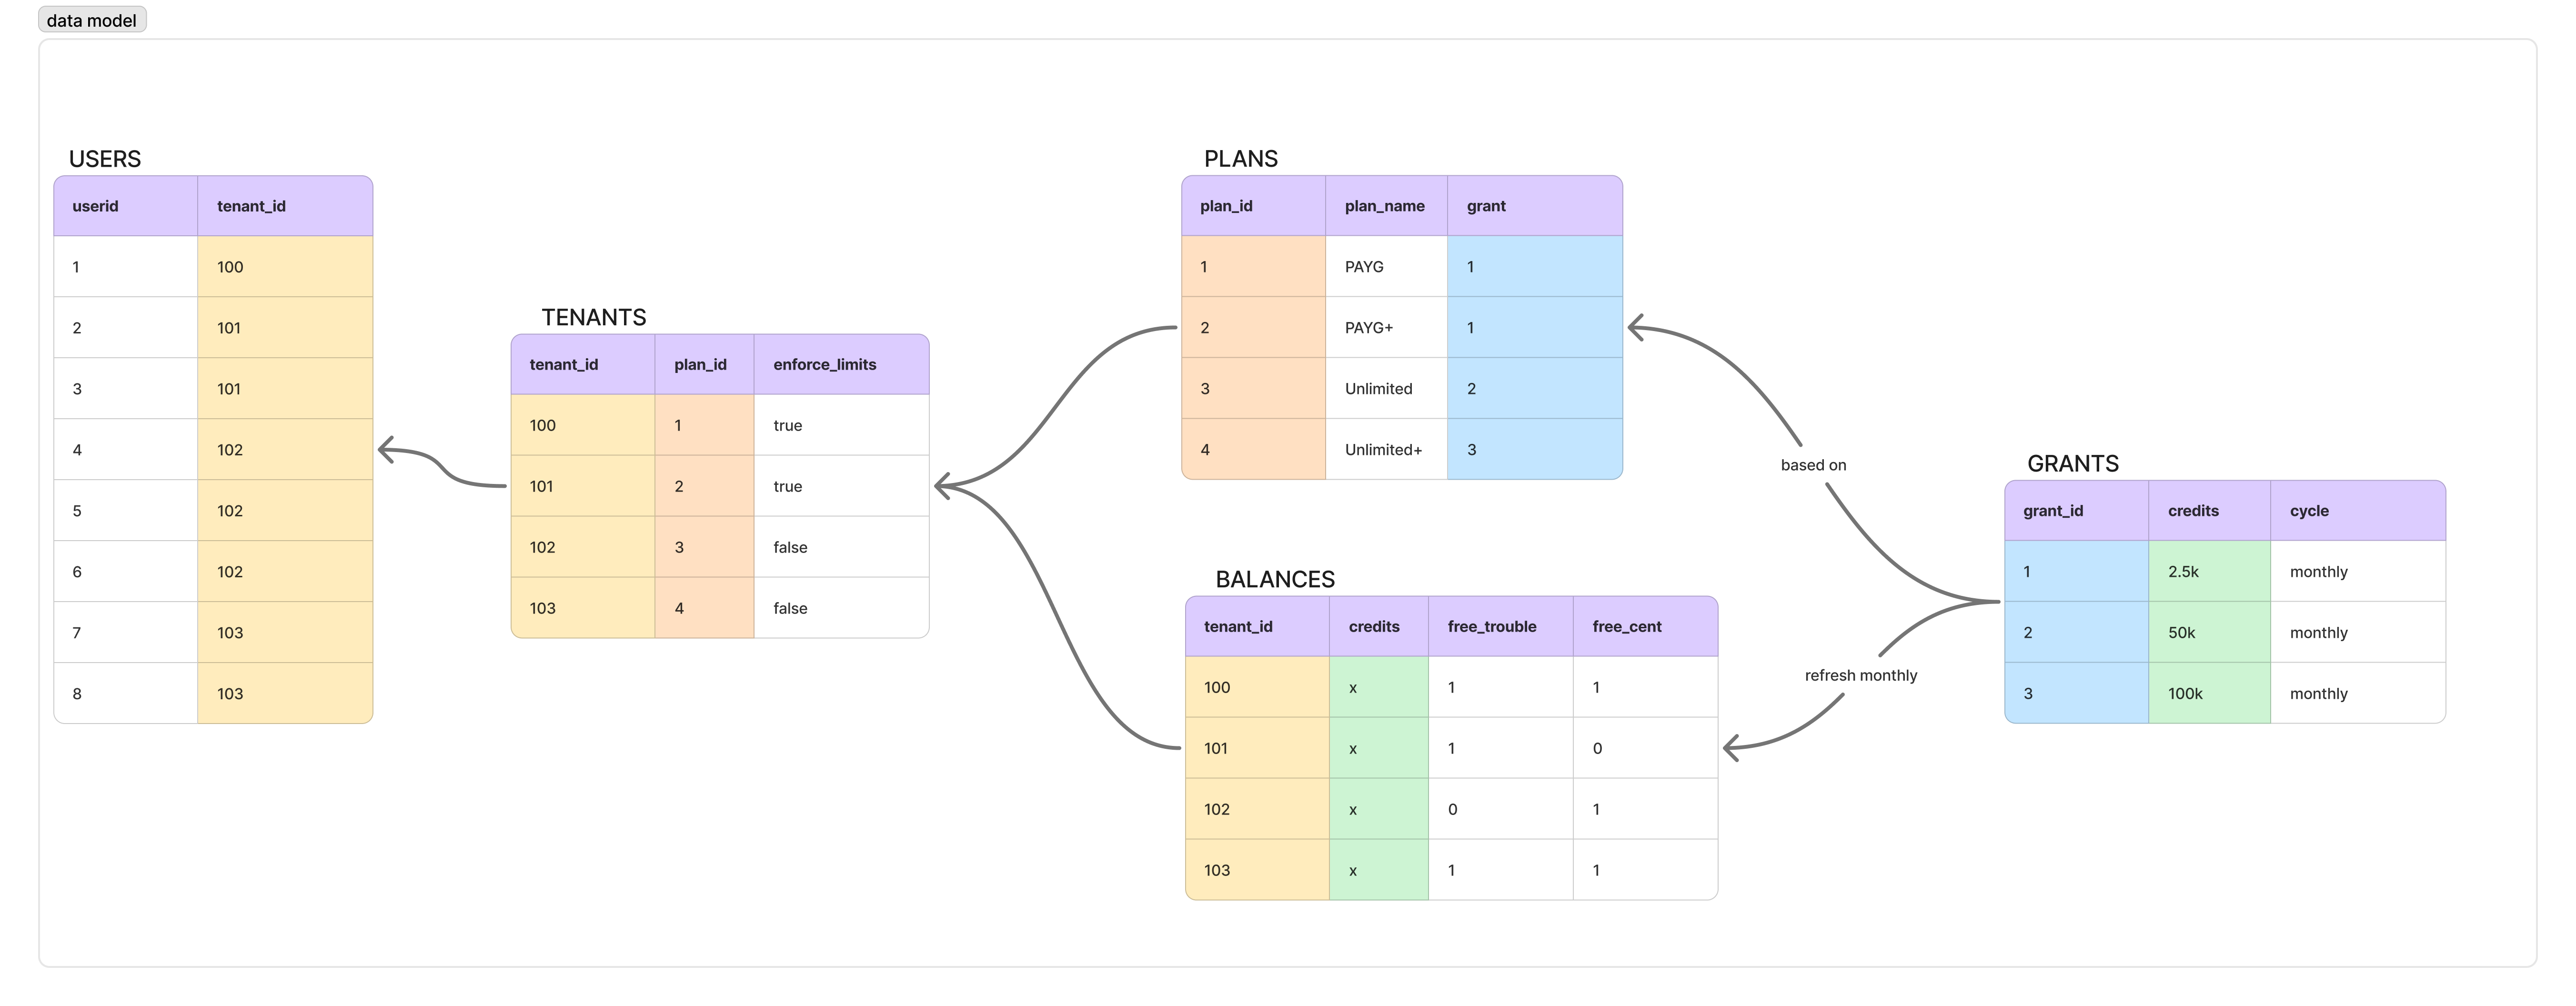 data model
USERS
userid tenant_id
1 100
2 101
3 101
4 102
5 102
6 102
7 103
8 103
TENANTS
tenant_id plan_id enforce_limits
100 1 true
101 2 true
102 3 false
103 4 false
PLANS
plan_id plan_name grant
1 PAYG 1
2 PAYG+ 1
3 Unlimited 2
4 Unlimited+ 3
BALANCES
tenant_id credits free_trouble free_cent
100 x 1 1
101 x 1 0
102 x 0 1
103 x 1 1
based on
refresh monthly
GRANTS
grant_id credits cycle
1 2.5k monthly
2 50k monthly
3 100k monthly